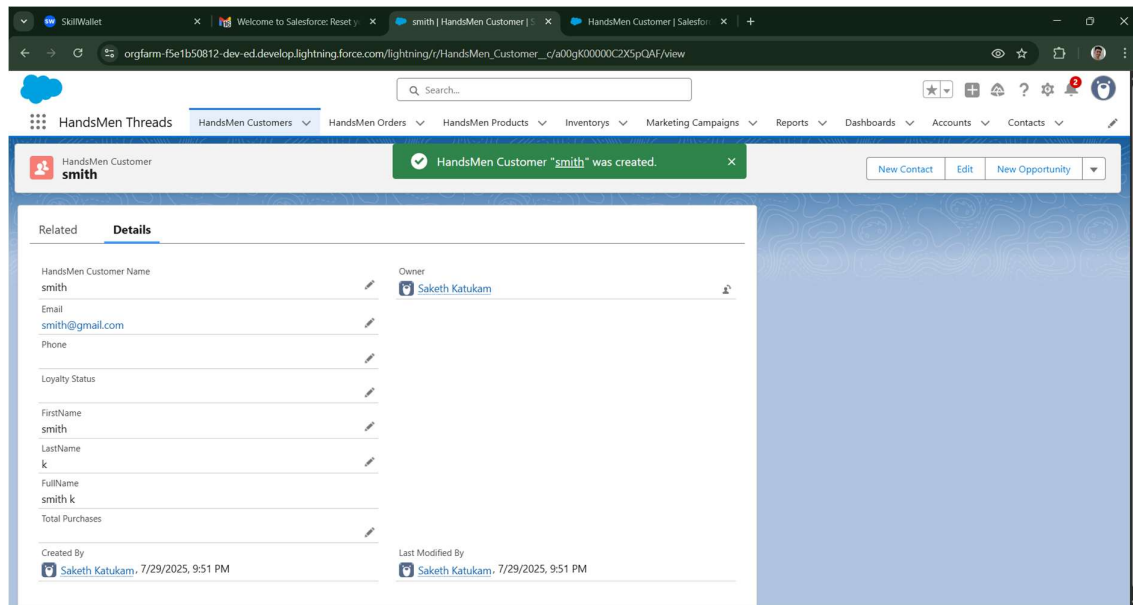 SkillWallet
Welcome to Salesforce: Reset y
smith | HandsMen Customer | S
HandsMen Customer | Salesforc
orgfarm-f5e1b50812-dev-ed.develop.lightning.force.com/lightning/r/HandsMen_Customer__c/a00gK00000C2X5pQAF/view
Search...
2
HandsMen Threads
HandsMen Customers
HandsMen Orders
HandsMen Products
Inventorys
Marketing Campaigns
Reports
Dashboards
Accounts
Contacts
HandsMen Customer
smith
HandsMen Customer "smith" was created.
New Contact
Edit
New Opportunity
Related
Details
HandsMen Customer Name
smith
Owner
Saketh Katukam
Email
smith@gmail.com
Phone
Loyalty Status
FirstName
smith
LastName
k
FullName
smith k
Total Purchases
Created By
Saketh Katukam, 7/29/2025, 9:51 PM
Last Modified By
Saketh Katukam, 7/29/2025, 9:51 PM